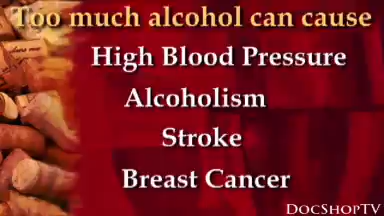 Too much alcohol can cause
High Blood Pressure
Alcoholism
Stroke
Breast Cancer
DocShopTV